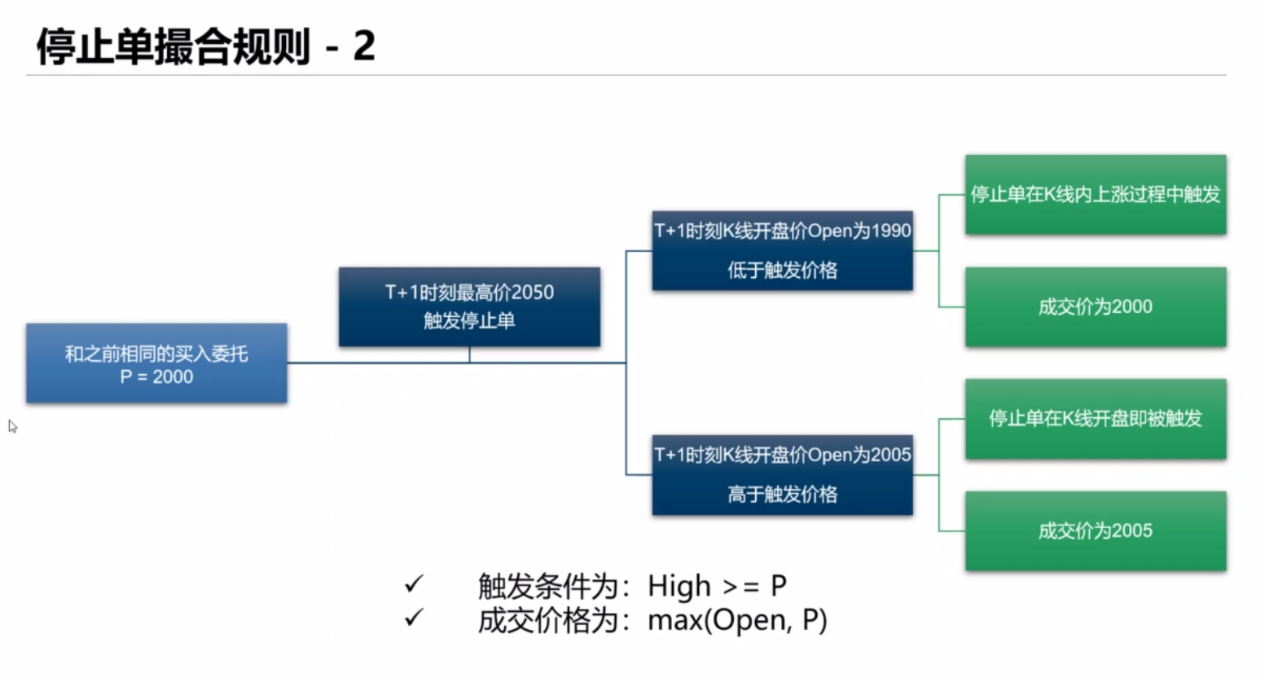 停止单撮合规则 - 2
和之前相同的买入委托
P = 2000
T+1时刻最高价2050
触发停止单
T+1时刻K线开盘价Open为1990
低于触发价格
停止单在K线内上涨过程中触发
成交价为2000
T+1时刻K线开盘价Open为2005
高于触发价格
停止单在K线开盘即被触发
成交价为2005
✓ 触发条件为：High >= P
✓ 成交价格为：max(Open, P)